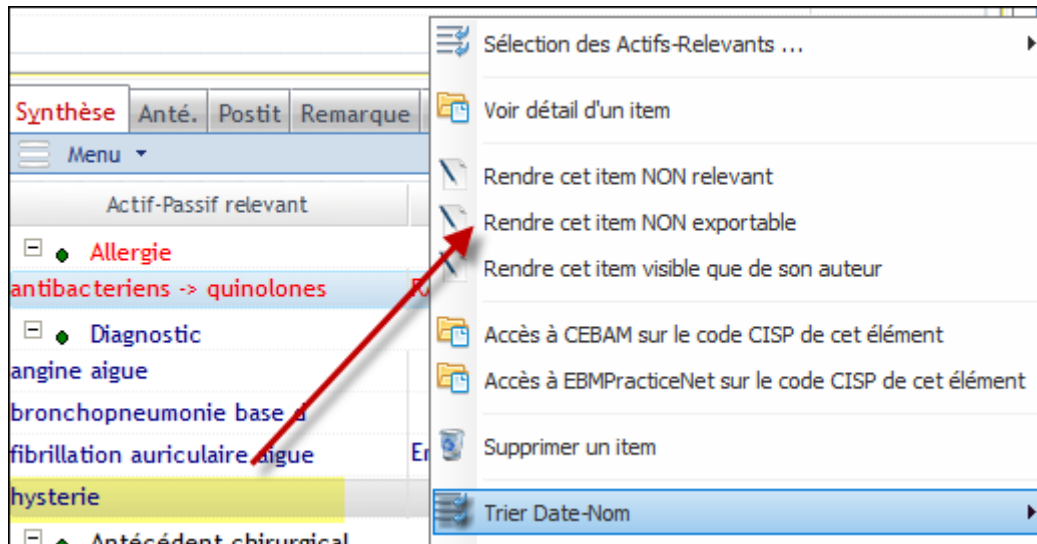 Synthèse Anté. Postit Remarque
Menu
Actif-Passif relevant
Allergie
antibacteriens -> quinolones
Diagnostic
angine aigue
bronchopneumonie base d
fibrillation auriculaire aigue
hysterie
Antécédent chirurgical
Sélection des Actifs-Relevants ...
Voir détail d'un item
Rendre cet item NON relevant
Rendre cet item NON exportable
Rendre cet item visible que de son auteur
Accès à CEBAM sur le code CISP de cet élément
Accès à EBMPracticeNet sur le code CISP de cet élément
Supprimer un item
Trier Date-Nom